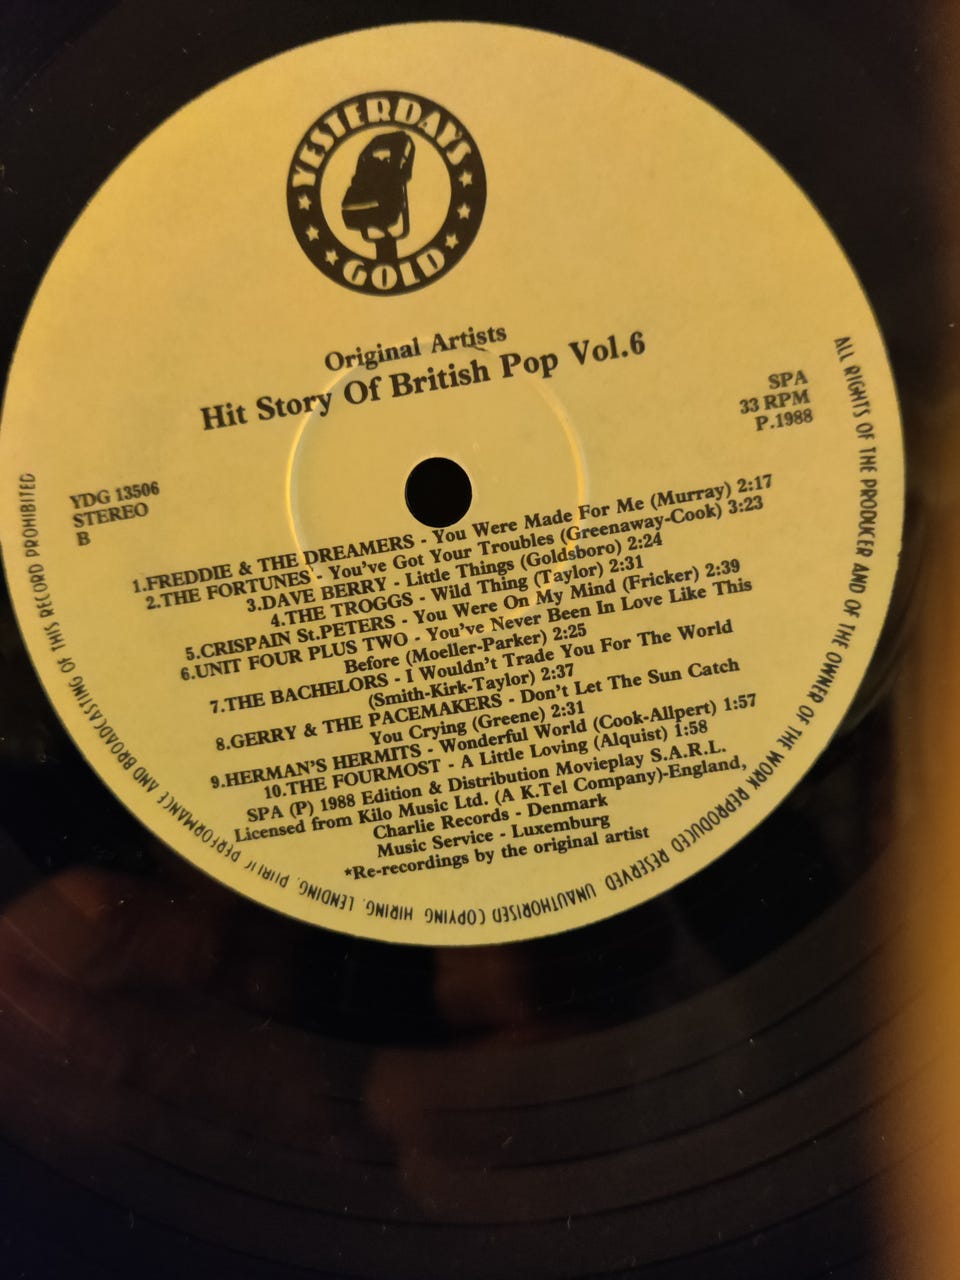 YESTERDAYS
GOLD
Original Artists
Hit Story Of British Pop Vol.6
SPA
33 RPM
P.1988
YDG 13506
STEREO
B
1.FREDDIE & THE DREAMERS - You Were Made For Me (Murray) 2:17
2.THE FORTUNES - You've Got Your Troubles (Greenaway-Cook) 3:23
3.DAVE BERRY - Little Things (Goldsboro) 2:24
4.THE TROGGS - Wild Thing (Taylor) 2:31
5.CRISPAIN St.PETERS - You Were On My Mind (Fricker) 2:39
6.UNIT FOUR PLUS TWO - You've Never Been In Love Like This
Before (Moeller-Parker) 2:25
7.THE BACHELORS - I Wouldn't Trade You For The World
(Smith-Kirk-Taylor) 2:37
8.GERRY & THE PACEMAKERS - Don't Let The Sun Catch
You Crying (Greene) 2:31
9.HERMAN'S HERMITS - Wonderful World (Cook-Allpert) 1:57
10.THE FOURMOST - A Little Loving (Alquist) 1:58
SPA (P) 1988 Edition & Distribution Movieplay S.A.R.L.
Licensed from Kilo Music Ltd. (A K.Tel Company)-England,
Charlie Records - Denmark
Music Service - Luxemburg
*Re-recordings by the original artist
ALL RIGHTS OF THE PRODUCER AND OF THE OWNER OF THE WORK REPRODUCED RESERVED UNAUTHORISED COPYING HIRING, LENDING, PUBLIC PERFORMANCE AND BROADCASTING OF THIS RECORD PROHIBITED